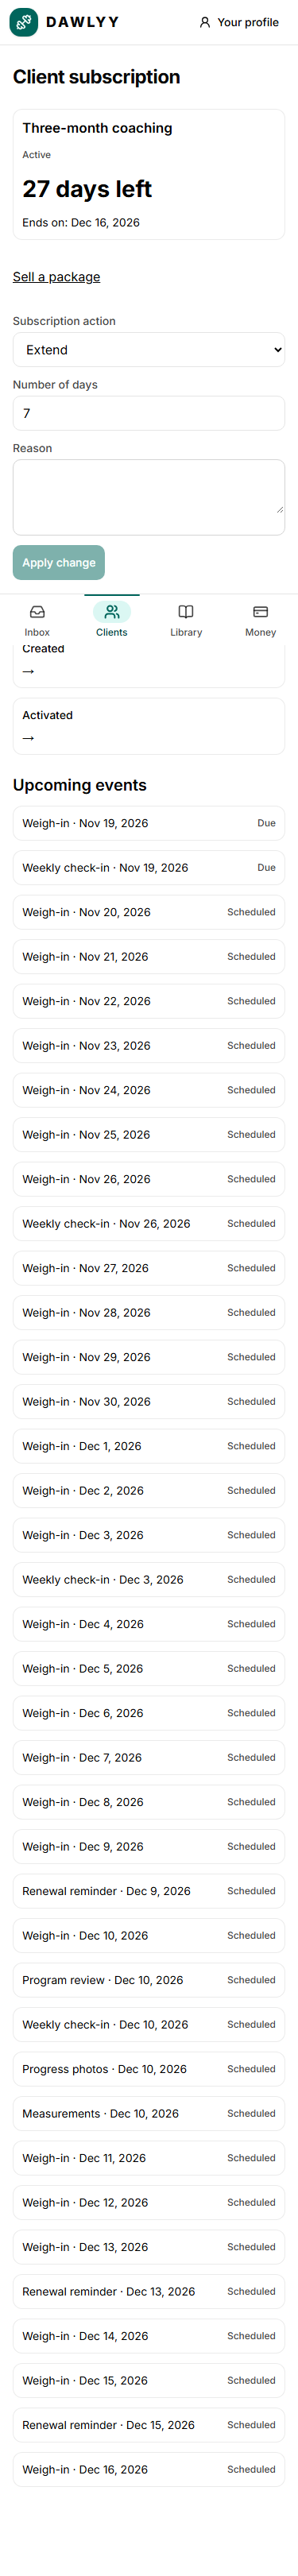 DAWLYY
Your profile
Client subscription
Three-month coaching
Active
27 days left
Ends on: Dec 16, 2026
Sell a package
Subscription action
Extend
Number of days
7
Reason
Apply change
Inbox
Clients
Library
Money
Created
→
Activated
→
Upcoming events
Weigh-in · Nov 19, 2026 Due
Weekly check-in · Nov 19, 2026 Due
Weigh-in · Nov 20, 2026 Scheduled
Weigh-in · Nov 21, 2026 Scheduled
Weigh-in · Nov 22, 2026 Scheduled
Weigh-in · Nov 23, 2026 Scheduled
Weigh-in · Nov 24, 2026 Scheduled
Weigh-in · Nov 25, 2026 Scheduled
Weigh-in · Nov 26, 2026 Scheduled
Weekly check-in · Nov 26, 2026 Scheduled
Weigh-in · Nov 27, 2026 Scheduled
Weigh-in · Nov 28, 2026 Scheduled
Weigh-in · Nov 29, 2026 Scheduled
Weigh-in · Nov 30, 2026 Scheduled
Weigh-in · Dec 1, 2026 Scheduled
Weigh-in · Dec 2, 2026 Scheduled
Weigh-in · Dec 3, 2026 Scheduled
Weekly check-in · Dec 3, 2026 Scheduled
Weigh-in · Dec 4, 2026 Scheduled
Weigh-in · Dec 5, 2026 Scheduled
Weigh-in · Dec 6, 2026 Scheduled
Weigh-in · Dec 7, 2026 Scheduled
Weigh-in · Dec 8, 2026 Scheduled
Weigh-in · Dec 9, 2026 Scheduled
Renewal reminder · Dec 9, 2026 Scheduled
Weigh-in · Dec 10, 2026 Scheduled
Program review · Dec 10, 2026 Scheduled
Weekly check-in · Dec 10, 2026 Scheduled
Progress photos · Dec 10, 2026 Scheduled
Measurements · Dec 10, 2026 Scheduled
Weigh-in · Dec 11, 2026 Scheduled
Weigh-in · Dec 12, 2026 Scheduled
Weigh-in · Dec 13, 2026 Scheduled
Renewal reminder · Dec 13, 2026 Scheduled
Weigh-in · Dec 14, 2026 Scheduled
Weigh-in · Dec 15, 2026 Scheduled
Renewal reminder · Dec 15, 2026 Scheduled
Weigh-in · Dec 16, 2026 Scheduled